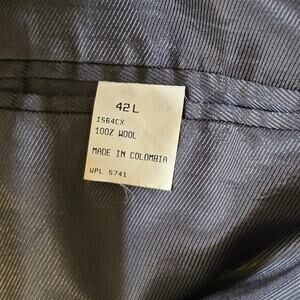 42L
I564CX
100% WOOL
MADE IN COLOMBIA
WPL 5741